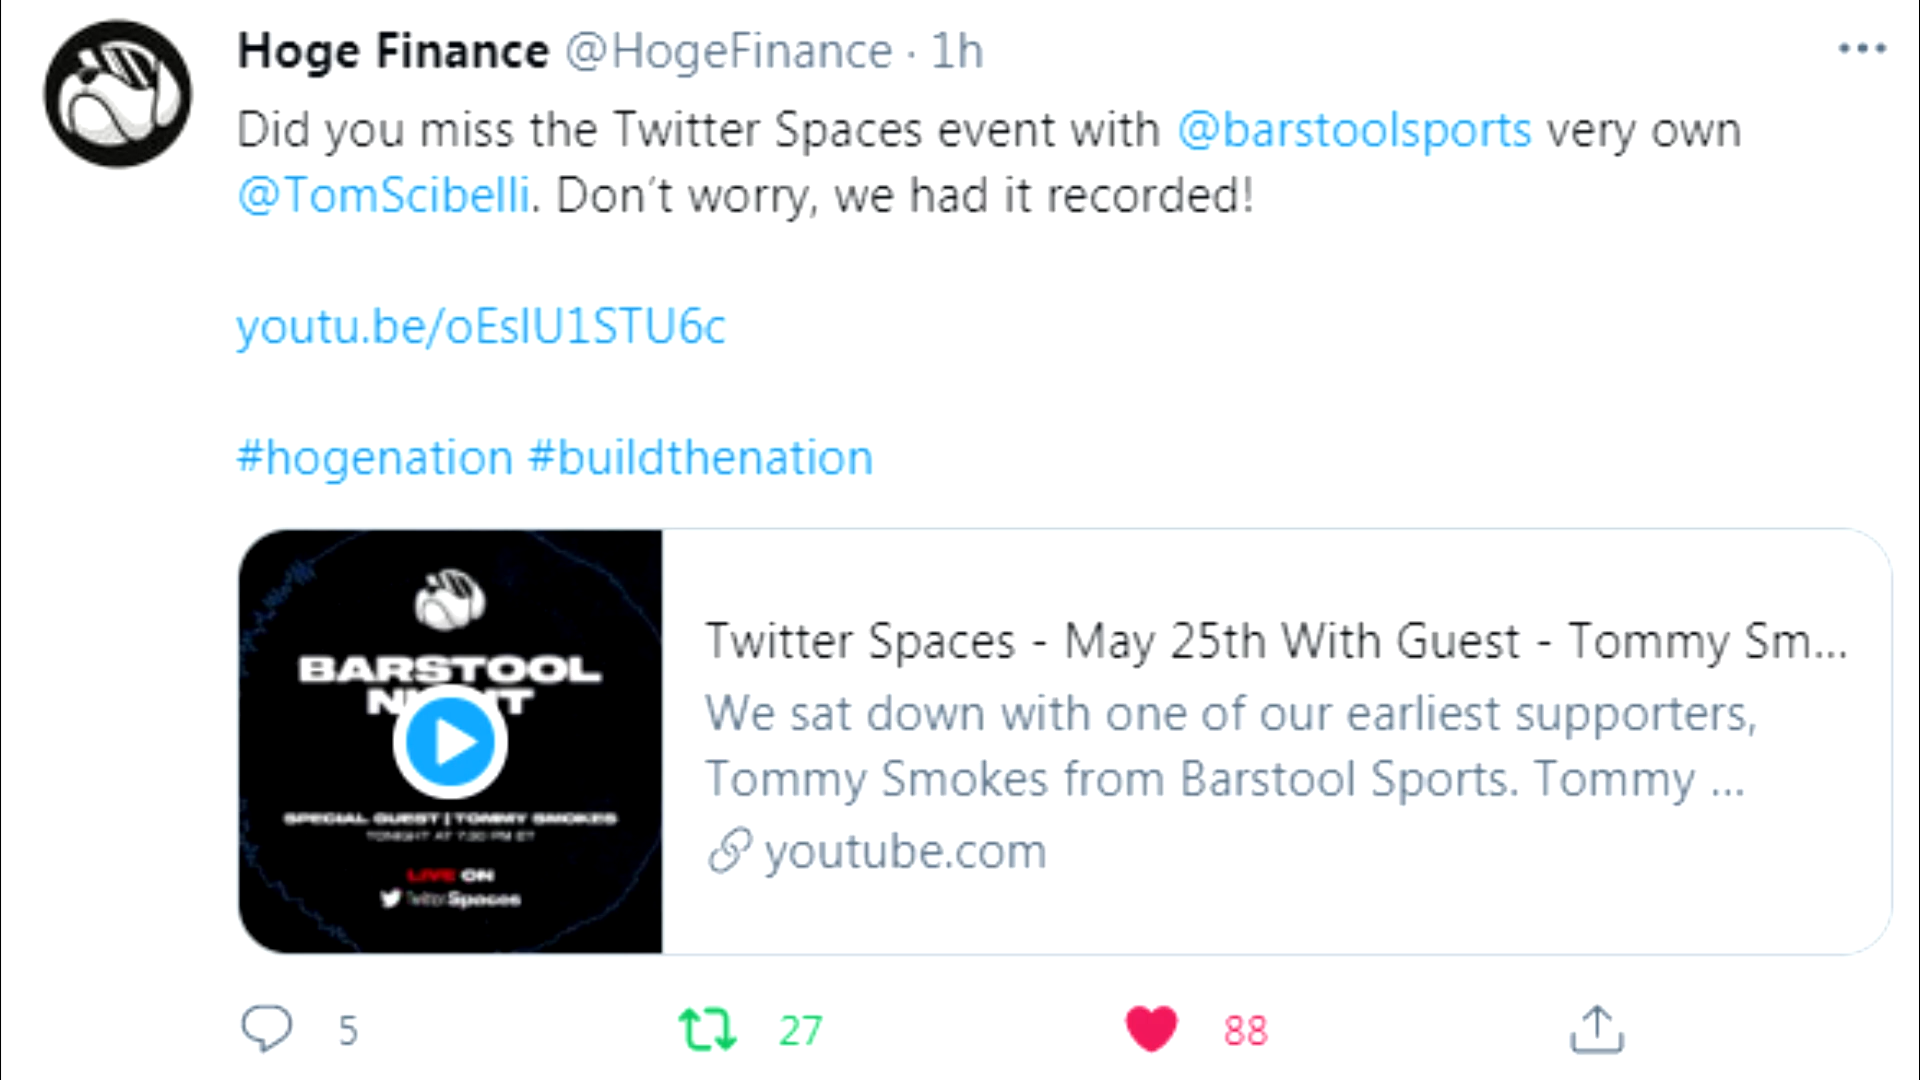 Hoge Finance @HogeFinance · 1h
Did you miss the Twitter Spaces event with @barstoolsports very own
@TomScibelli. Don't worry, we had it recorded!
youtu.be/oEsIU1STU6c
#hogenation #buildthenation
BARSTOOL
SPECIAL GUEST | TOMMY SMOKES
TONIGHT AT 7:30 PM ET
LIVE ON
Twitter Spaces
Twitter Spaces - May 25th With Guest - Tommy Sm...
We sat down with one of our earliest supporters,
Tommy Smokes from Barstool Sports. Tommy ...
youtube.com
5 27 88